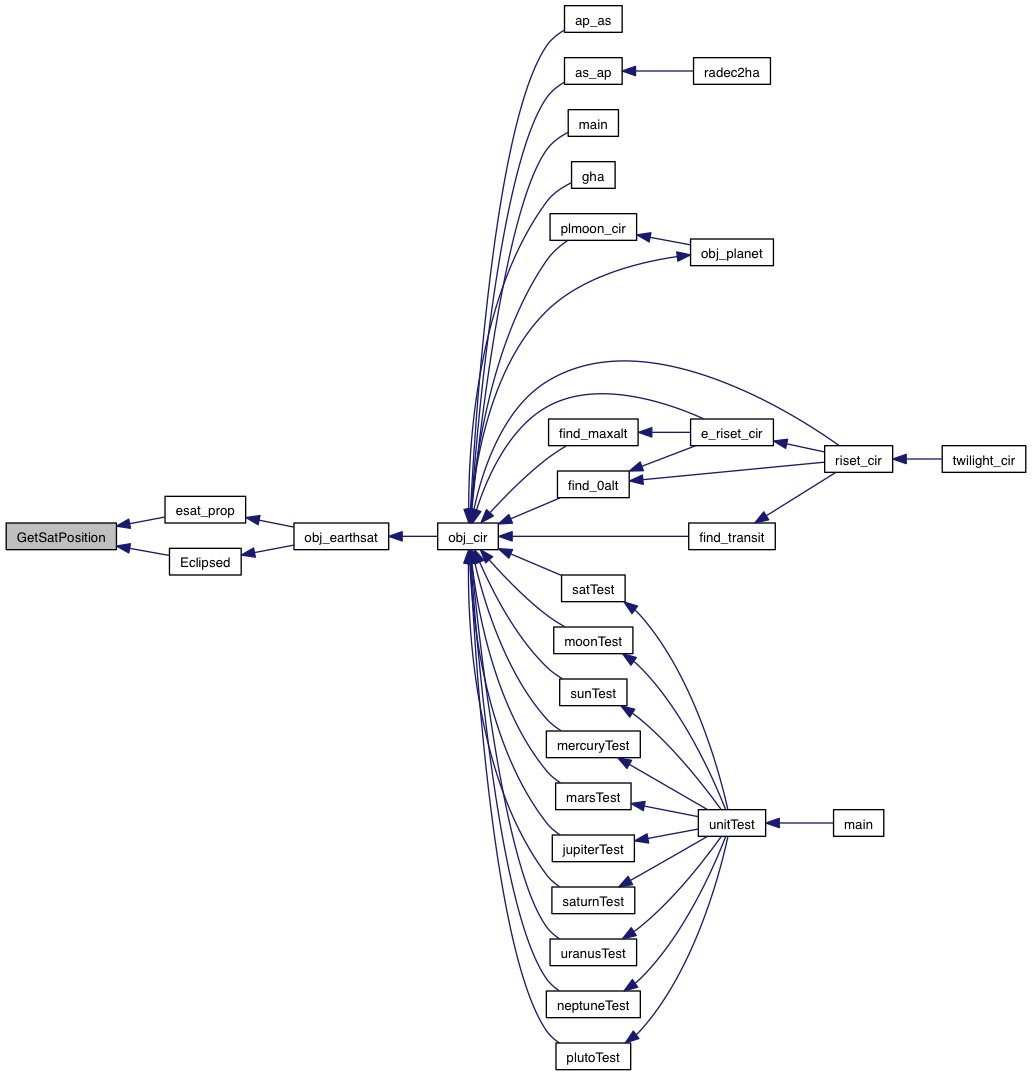 ap_as
as_ap
radec2ha
main
gha
plmoon_cir
obj_planet
find_maxalt
e_riset_cir
riset_cir
twilight_cir
find_0alt
esat_prop
GetSatPosition
obj_earthsat
obj_cir
find_transit
Eclipsed
satTest
moonTest
sunTest
mercuryTest
marsTest
unitTest
main
jupiterTest
saturnTest
uranusTest
neptuneTest
plutoTest